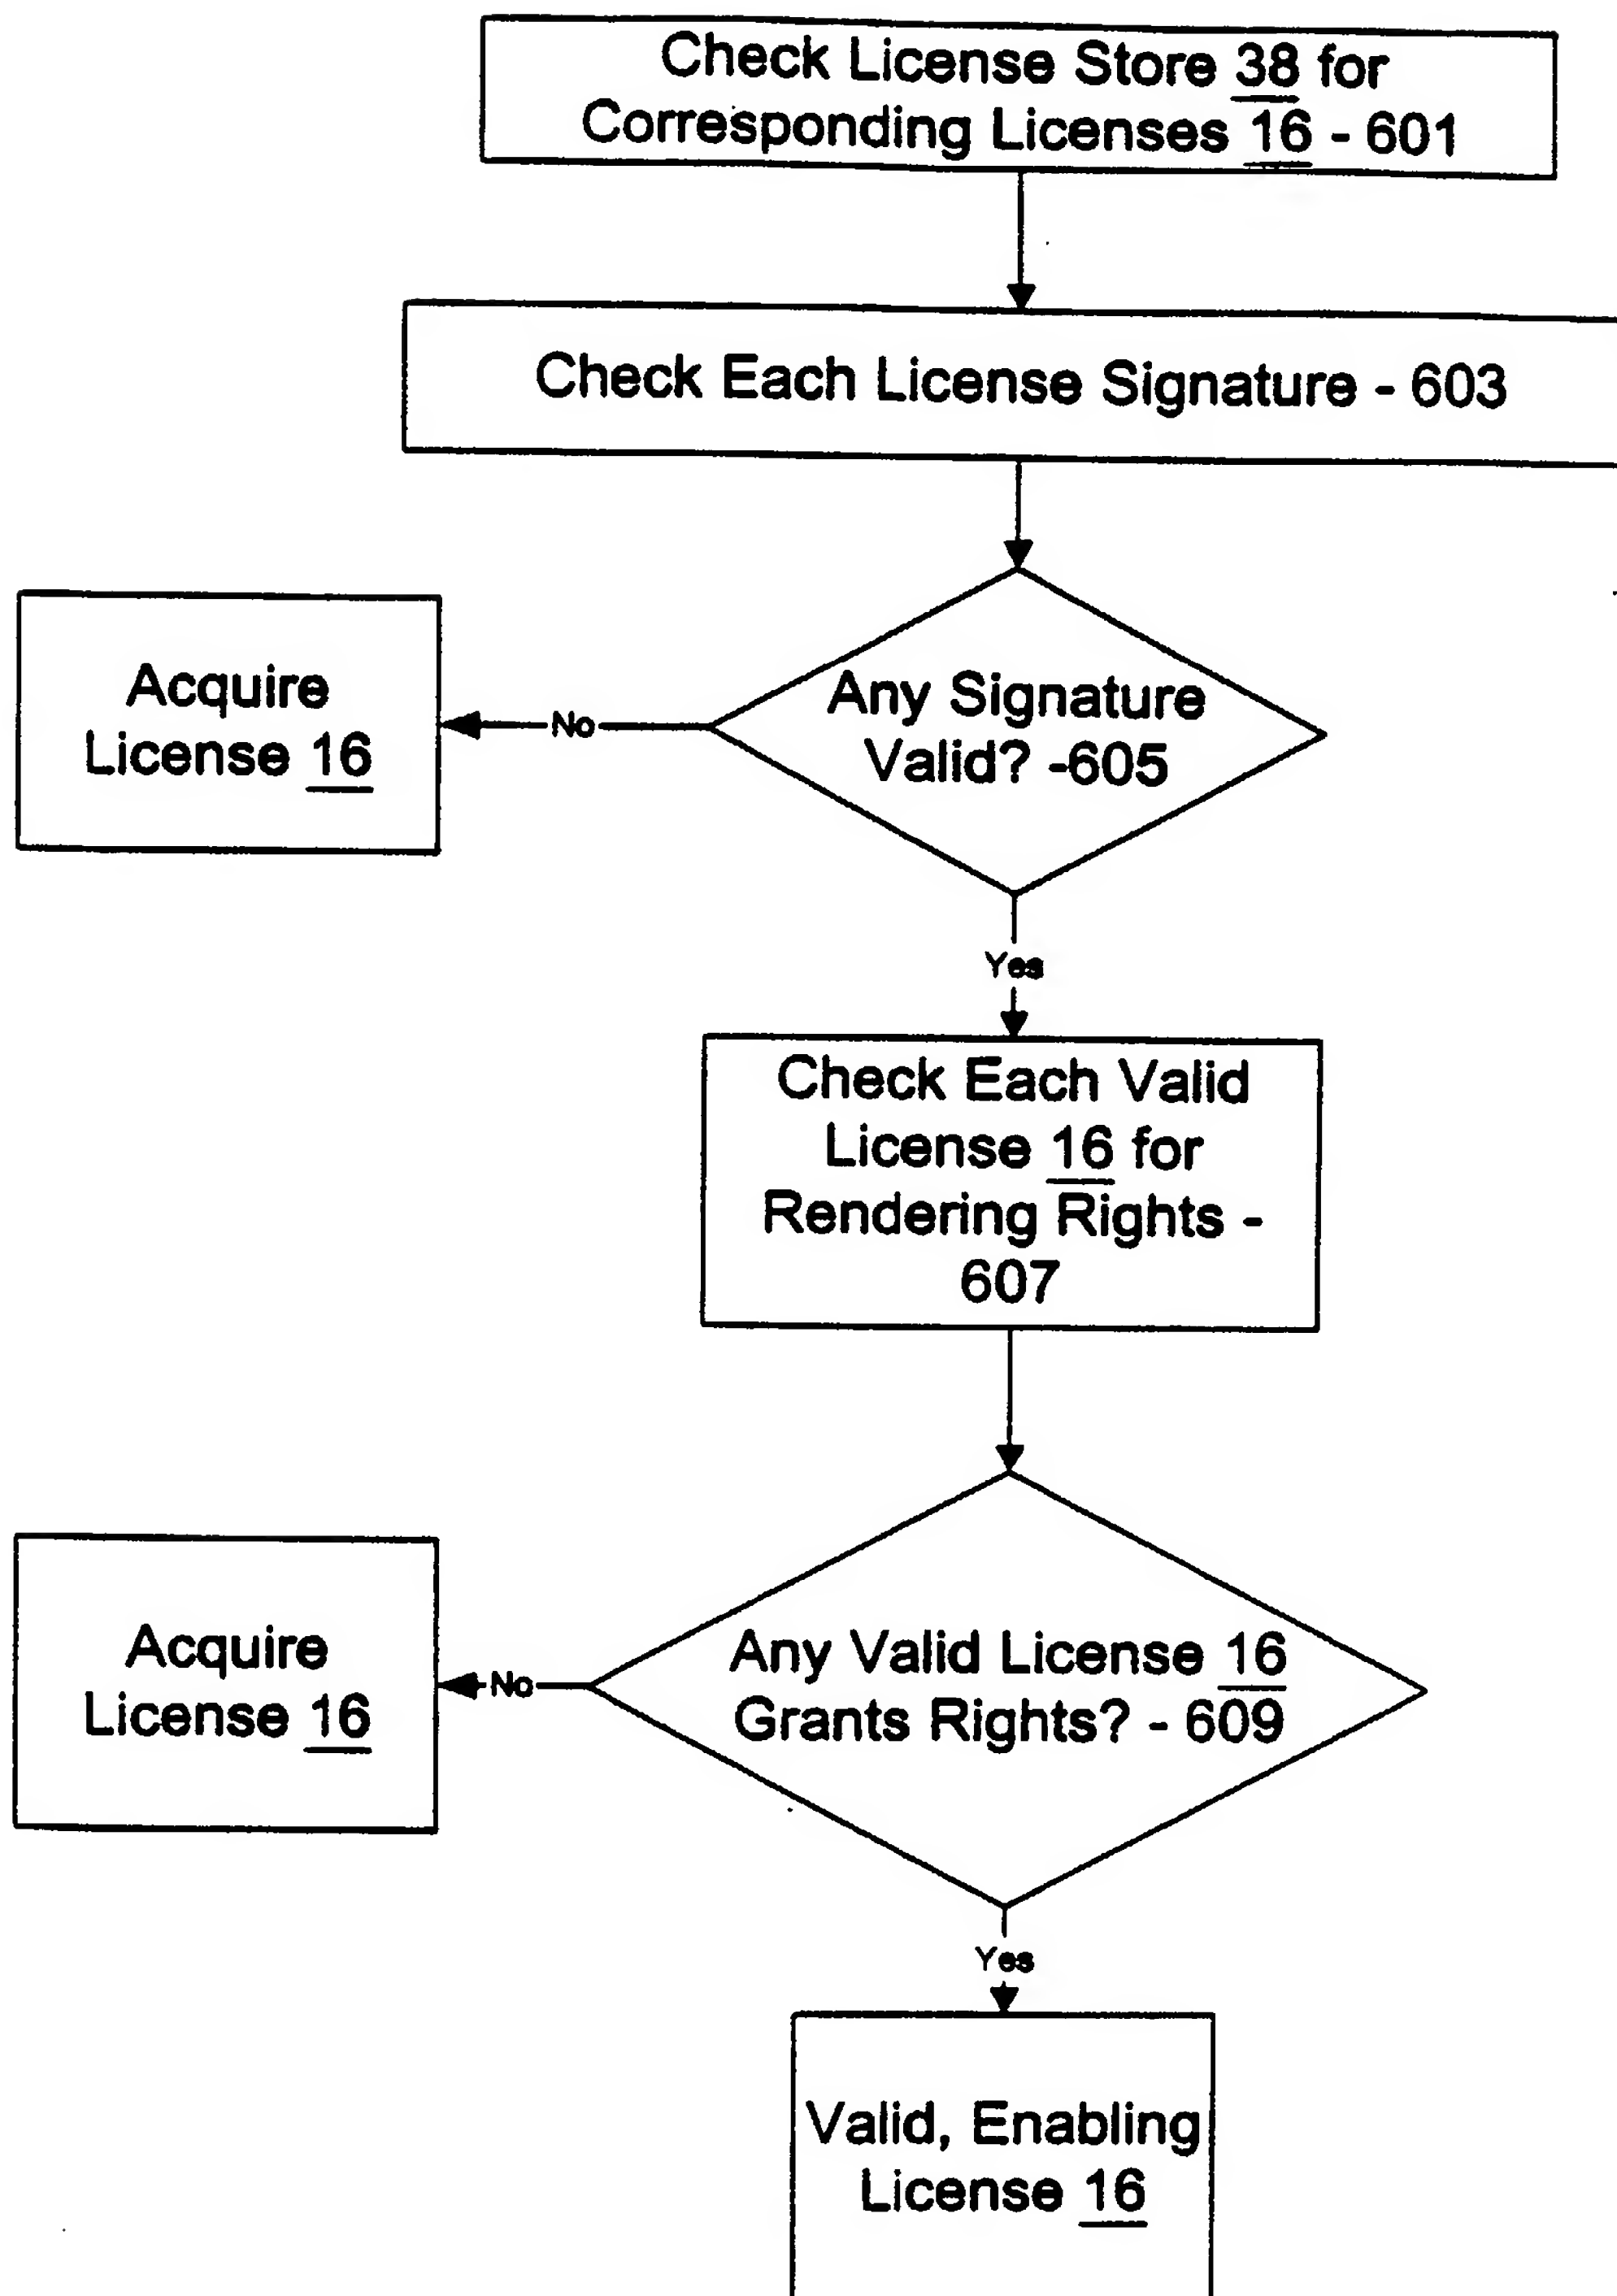 Check License Store 38 for
Corresponding Licenses 16 - 601
Check Each License Signature - 603
Any Signature
Valid? -605
No
Acquire
License 16
Yes
Check Each Valid
License 16 for
Rendering Rights -
607
Any Valid License 16
Grants Rights? - 609
No
Acquire
License 16
Yes
Valid, Enabling
License 16